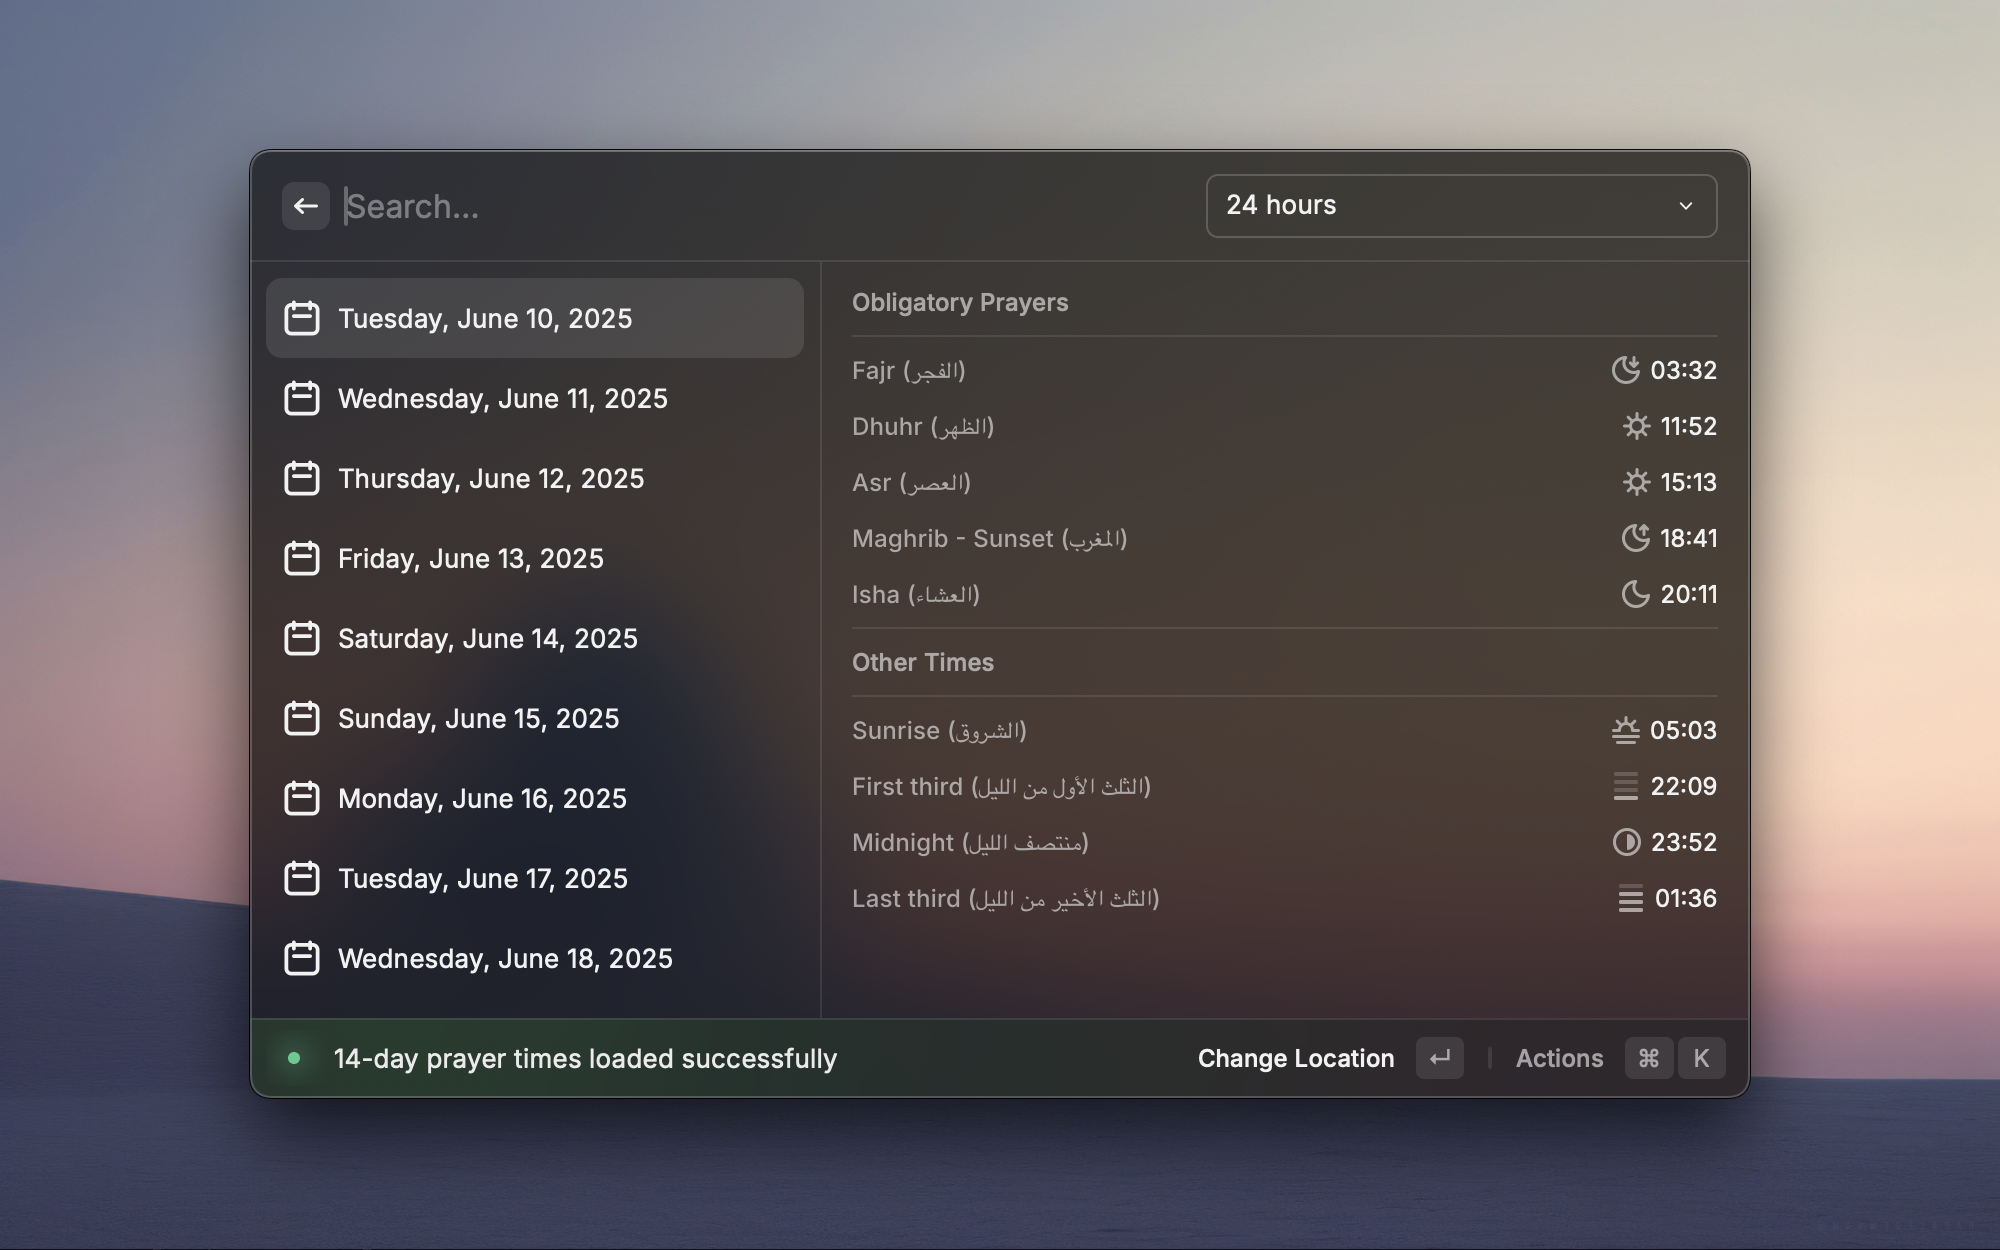 Search...
24 hours
Tuesday, June 10, 2025
Wednesday, June 11, 2025
Thursday, June 12, 2025
Friday, June 13, 2025
Saturday, June 14, 2025
Sunday, June 15, 2025
Monday, June 16, 2025
Tuesday, June 17, 2025
Wednesday, June 18, 2025
Obligatory Prayers
Fajr (الفجر) 03:32
Dhuhr (الظهر) 11:52
Asr (العصر) 15:13
Maghrib - Sunset (المغرب) 18:41
Isha (العشاء) 20:11
Other Times
Sunrise (الشروق) 05:03
First third (الثلث الأول من الليل) 22:09
Midnight (منتصف الليل) 23:52
Last third (الثلث الأخير من الليل) 01:36
14-day prayer times loaded successfully
Change Location ↵ | Actions ⌘ K